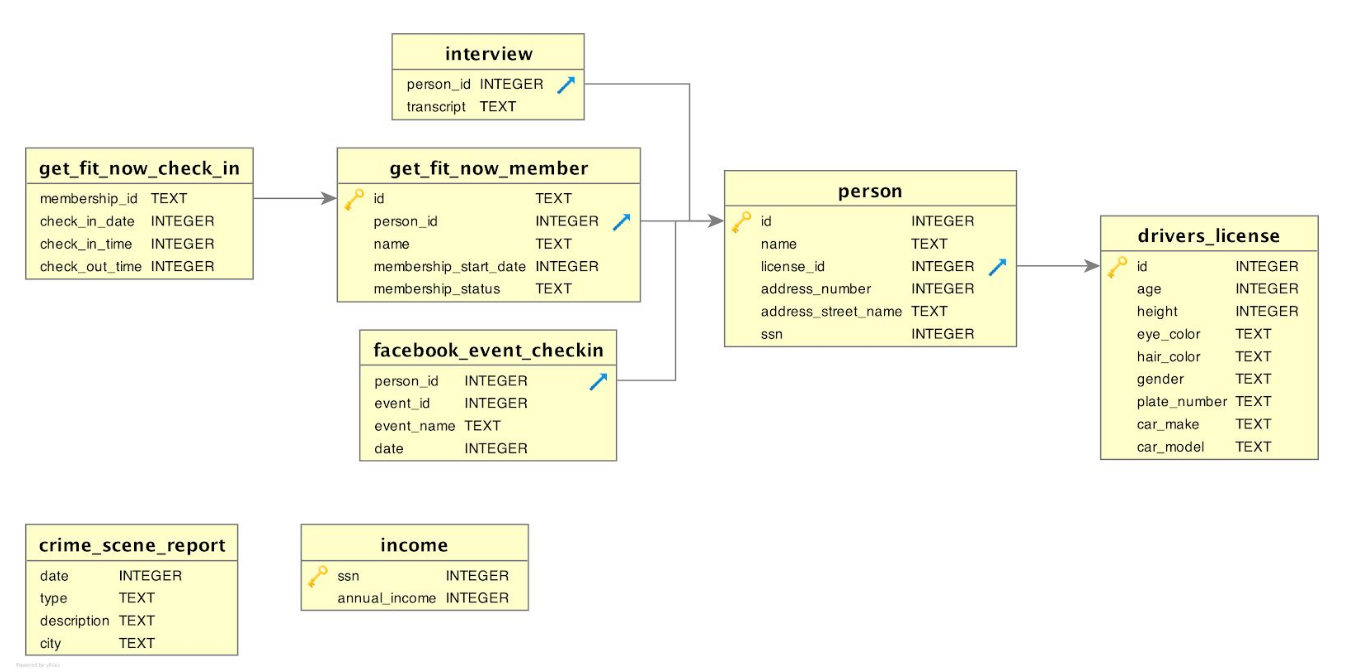 interview
person_id INTEGER
transcript TEXT
get_fit_now_check_in
membership_id TEXT
check_in_date INTEGER
check_in_time INTEGER
check_out_time INTEGER
get_fit_now_member
id TEXT
person_id INTEGER
name TEXT
membership_start_date INTEGER
membership_status TEXT
person
id INTEGER
name TEXT
license_id INTEGER
address_number INTEGER
address_street_name TEXT
ssn INTEGER
drivers_license
id INTEGER
age INTEGER
height INTEGER
eye_color TEXT
hair_color TEXT
gender TEXT
plate_number TEXT
car_make TEXT
car_model TEXT
facebook_event_checkin
person_id INTEGER
event_id INTEGER
event_name TEXT
date INTEGER
crime_scene_report
date INTEGER
type TEXT
description TEXT
city TEXT
income
ssn INTEGER
annual_income INTEGER
Powered by yFiles